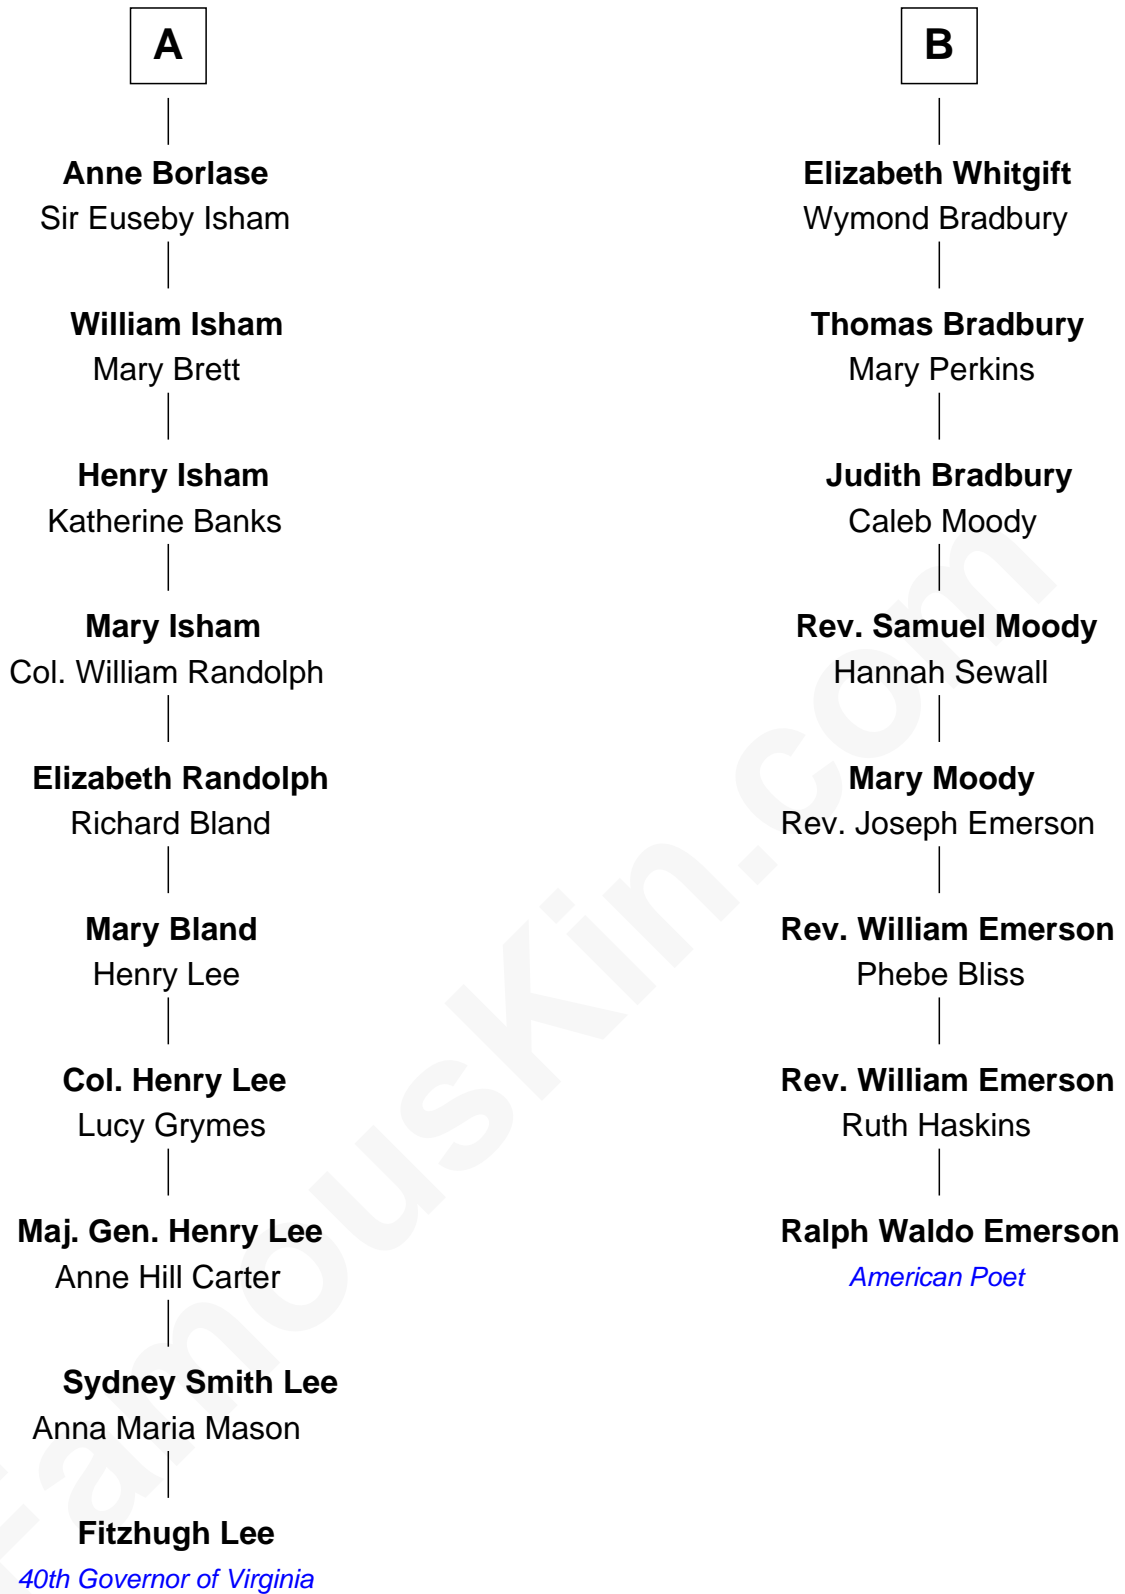 A
Anne Borlase
Sir Euseby Isham
William Isham
Mary Brett
Henry Isham
Katherine Banks
Mary Isham
Col. William Randolph
Elizabeth Randolph
Richard Bland
Mary Bland
Henry Lee
Col. Henry Lee
Lucy Grymes
Maj. Gen. Henry Lee
Anne Hill Carter
Sydney Smith Lee
Anna Maria Mason
Fitzhugh Lee
40th Governor of Virginia
B
Elizabeth Whitgift
Wymond Bradbury
Thomas Bradbury
Mary Perkins
Judith Bradbury
Caleb Moody
Rev. Samuel Moody
Hannah Sewall
Mary Moody
Rev. Joseph Emerson
Rev. William Emerson
Phebe Bliss
Rev. William Emerson
Ruth Haskins
Ralph Waldo Emerson
American Poet
FamousKin.com